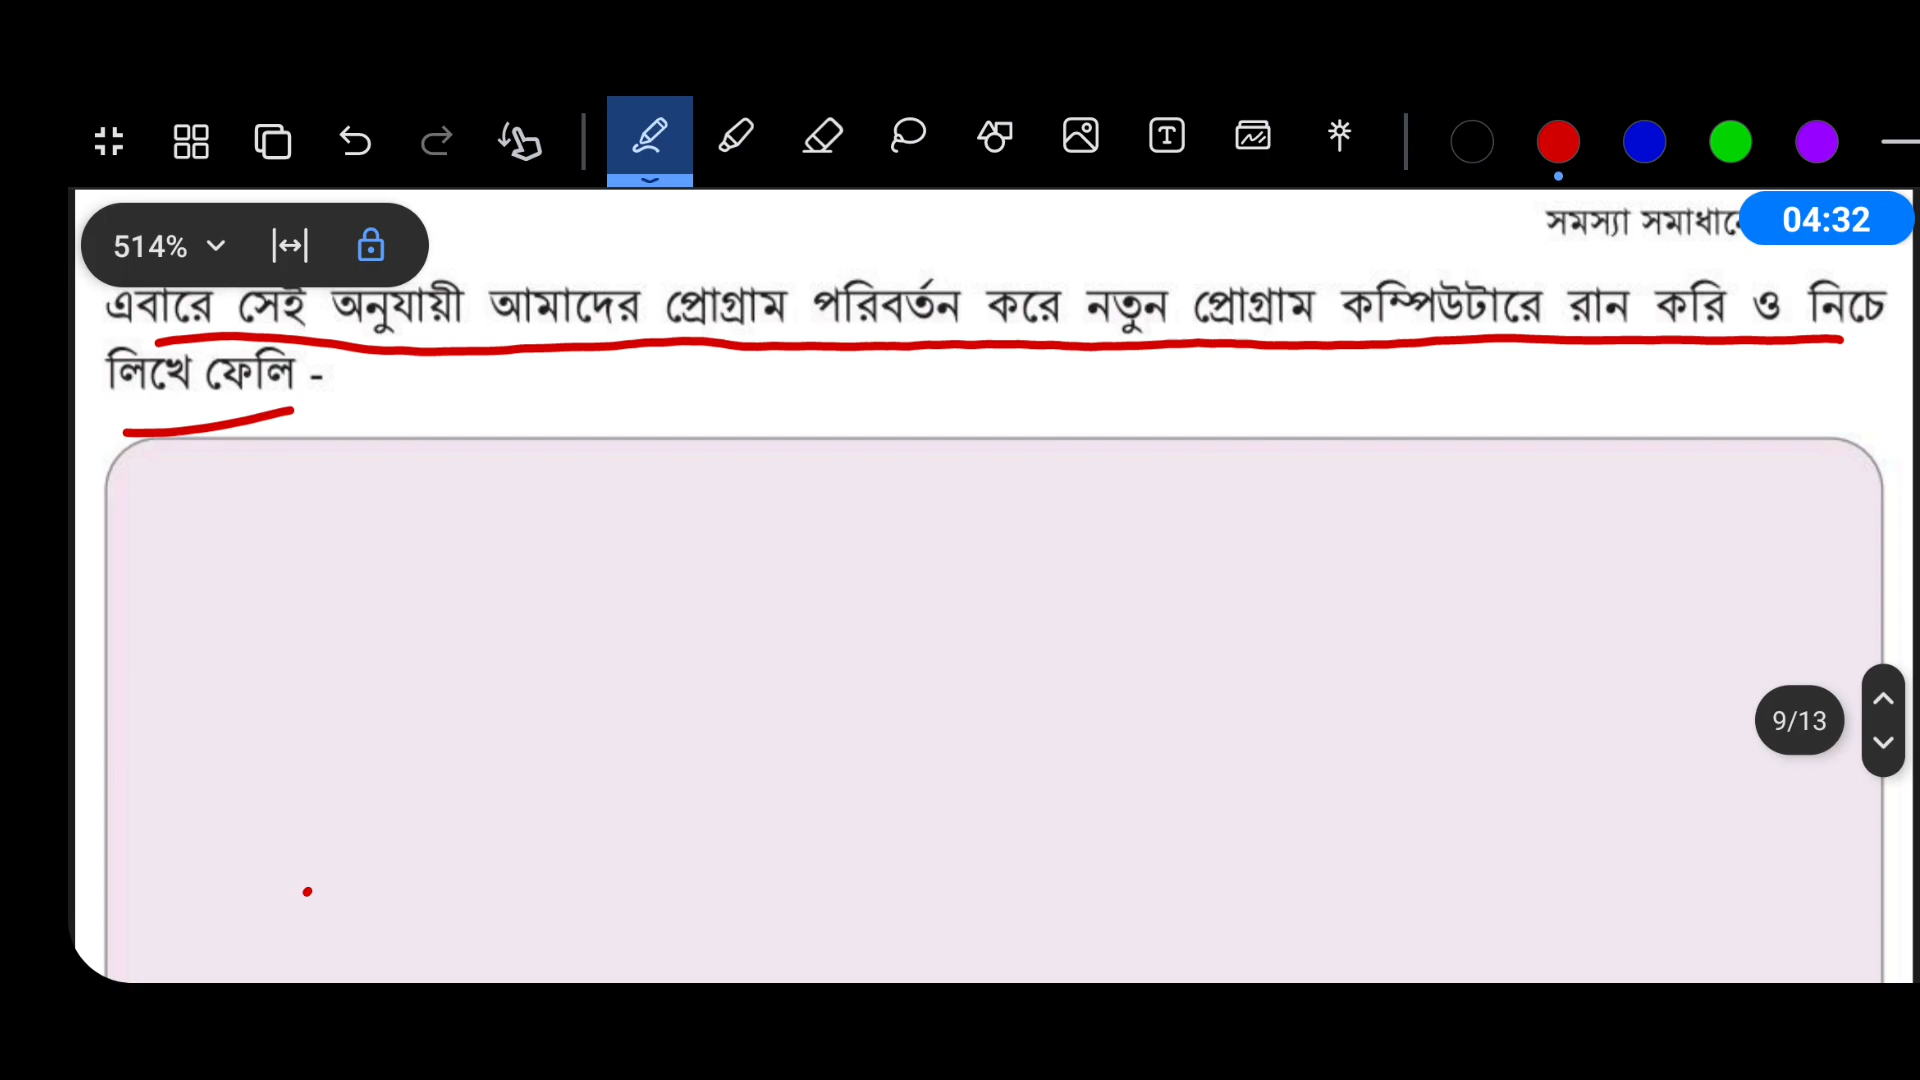 সমস্যা সমাধানে
04:32
514%
এবারে সেই অনুযায়ী আমাদের প্রোগ্রাম পরিবর্তন করে নতুন প্রোগ্রাম কম্পিউটারে রান করি ও নিচে
লিখে ফেলি -
9/13